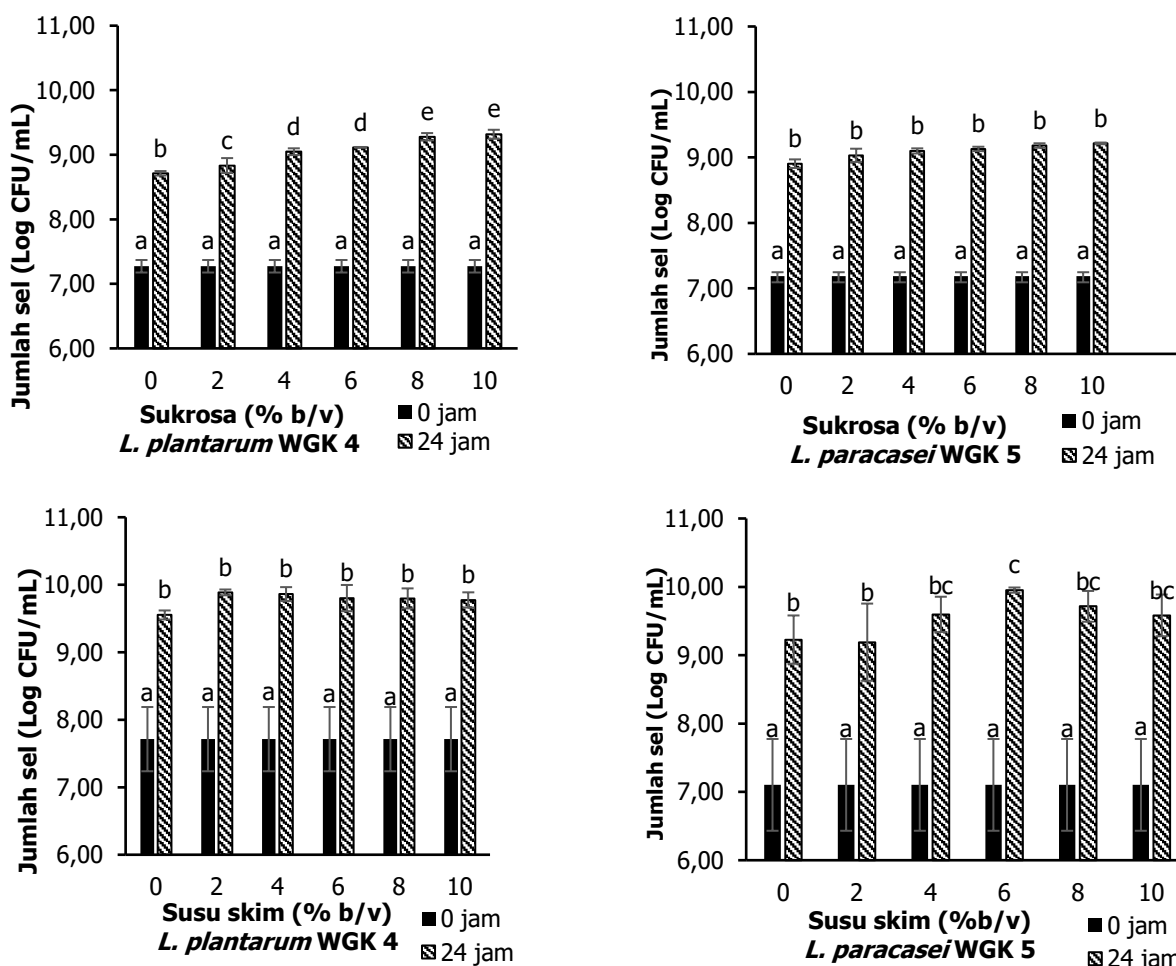 Jumlah sel (Log CFU/mL)
11,00
10,00
9,00
8,00
7,00
6,00
b c d d e e
a a a a a a
0 2 4 6 8 10
Sukrosa (% b/v)
L. plantarum WGK 4
0 jam
24 jam
Jumlah sel (Log CFU/mL)
11,00
10,00
9,00
8,00
7,00
6,00
b b b b b b
a a a a a a
0 2 4 6 8 10
Sukrosa (% b/v)
L. paracasei WGK 5
0 jam
24 jam
Jumlah sel (Log CFU/mL)
11,00
10,00
9,00
8,00
7,00
6,00
b b b b b b
a a a a a a
0 2 4 6 8 10
Susu skim (% b/v)
L. plantarum WGK 4
0 jam
24 jam
Jumlah sel (Log CFU/mL)
11,00
10,00
9,00
8,00
7,00
6,00
b b bc c bc bc
a a a a a a
0 2 4 6 8 10
Susu skim (%b/v)
L. paracasei WGK 5
0 jam
24 jam